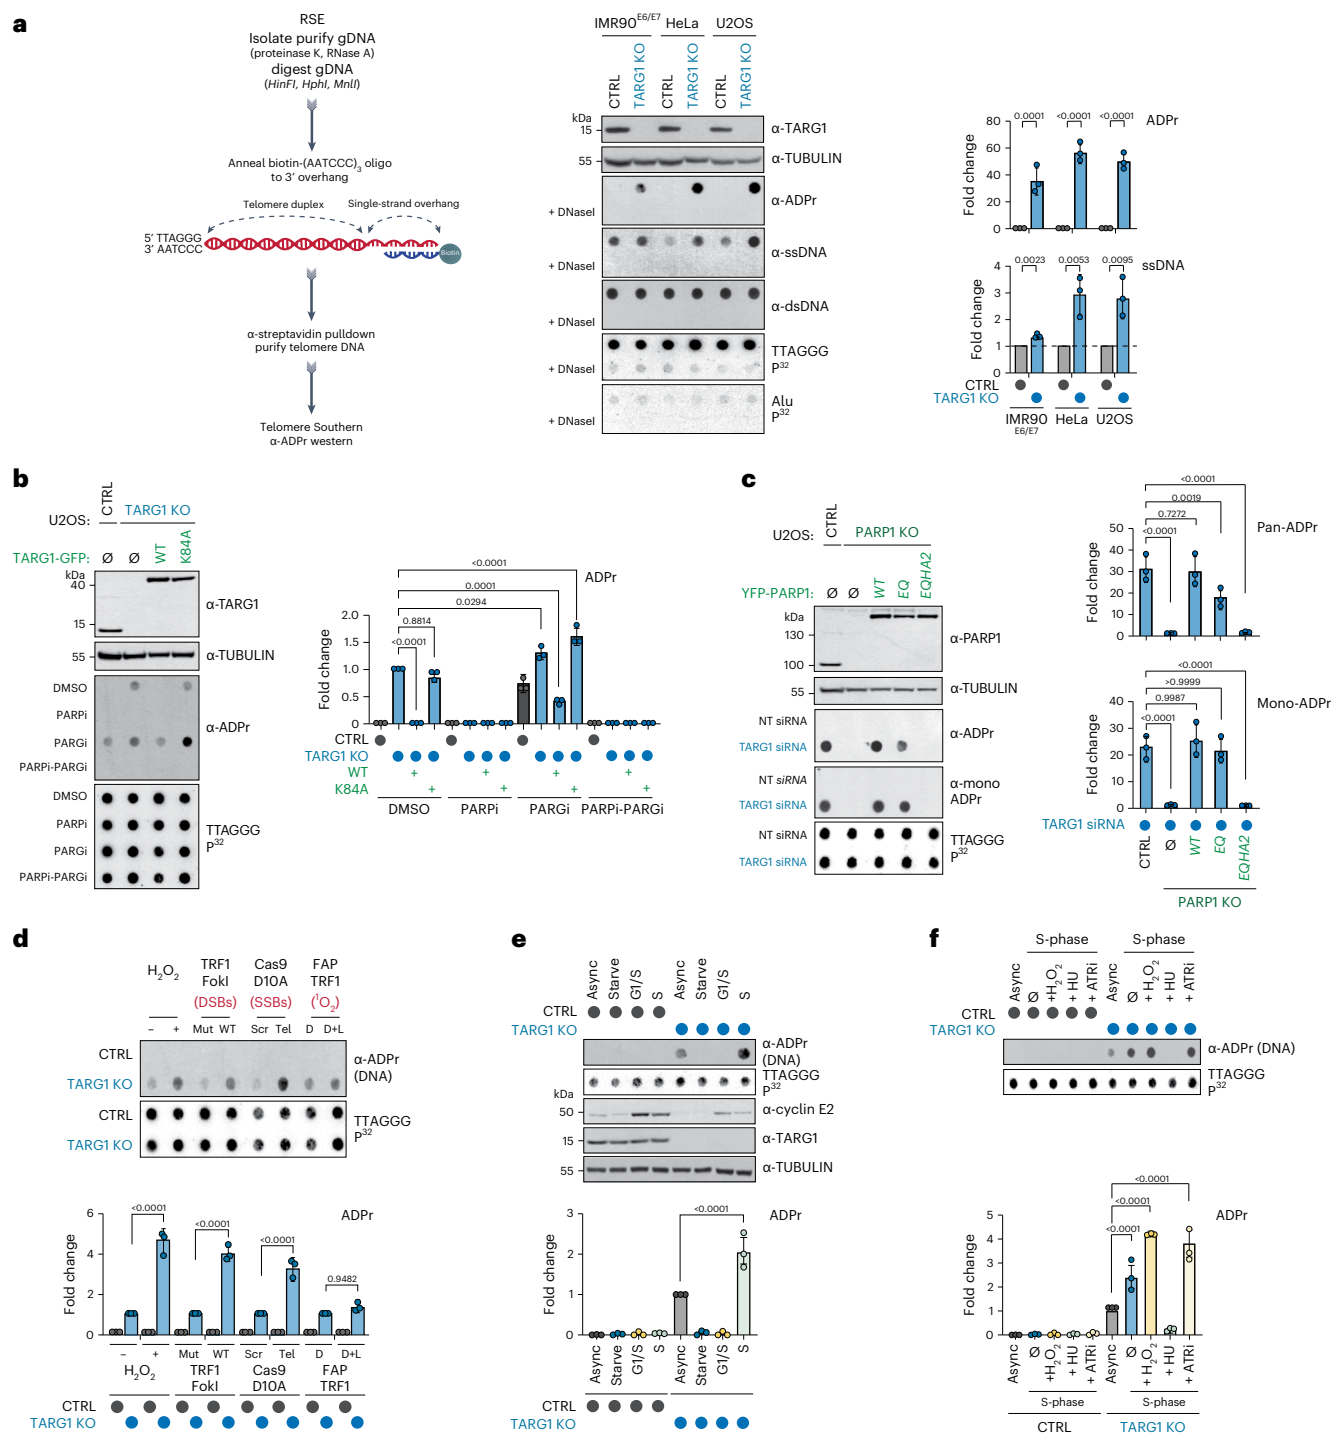 a
RSE
Isolate purify gDNA
(proteinase K, RNase A)
digest gDNA
(HinFI, HphI, MnlI)
Anneal biotin-(AATCCC)3 oligo
to 3′ overhang
Telomere duplex
Single-strand overhang
5′ TTAGGG
3′ AATCCC
Biotin
α-streptavidin pulldown
purify telomere DNA
Telomere Southern
α-ADPr western
IMR90E6/E7 HeLa U2OS
CTRL TARG1 KO CTRL TARG1 KO CTRL TARG1 KO
kDa
15
α-TARG1
55
α-TUBULIN
α-ADPr
+ DNaseI
α-ssDNA
+ DNaseI
α-dsDNA
+ DNaseI
TTAGGG
P32
+ DNaseI
Alu
P32
+ DNaseI
ADPr
0.0001 <0.0001 <0.0001
Fold change
80
60
40
20
0
ssDNA
0.0023 0.0053 0.0095
Fold change
4
3
2
1
0
CTRL
TARG1 KO
IMR90 HeLa U2OS
E6/E7
b
U2OS:
CTRL
TARG1 KO
TARG1-GFP:
Ø Ø WT K84A
kDa
40
15
α-TARG1
55
α-TUBULIN
DMSO
PARPi
PARGi
PARPi-PARGi
α-ADPr
DMSO
PARPi
PARGi
PARPi-PARGi
TTAGGG
P32
ADPr
<0.0001
0.0001
0.0294
0.8814
<0.0001
Fold change
2.0
1.5
1.0
0.5
0
CTRL
TARG1 KO
WT + + + +
K84A + + + +
DMSO PARPi PARGi PARPi-PARGi
c
U2OS:
CTRL
PARP1 KO
YFP-PARP1:
Ø Ø WT EQ EQHA2
kDa
130
100
α-PARP1
55
α-TUBULIN
NT siRNA
TARG1 siRNA
α-ADPr
NT siRNA
TARG1 siRNA
α-mono
ADPr
NT siRNA
TARG1 siRNA
TTAGGG
P32
Pan-ADPr
<0.0001
0.0019
0.7272
<0.0001
Fold change
50
40
30
20
10
0
Mono-ADPr
<0.0001
>0.9999
0.9987
<0.0001
Fold change
40
30
20
10
0
TARG1 siRNA
CTRL Ø WT EQ EQHA2
PARP1 KO
d
H2O2
TRF1
FokI
(DSBs)
Cas9
D10A
(SSBs)
FAP
TRF1
(1O2)
− + Mut WT Scr Tel D D+L
CTRL
TARG1 KO
α-ADPr
(DNA)
CTRL
TARG1 KO
TTAGGG
P32
ADPr
<0.0001 <0.0001 <0.0001 0.9482
Fold change
6
4
2
0
− + Mut WT Scr Tel D D+L
H2O2
TRF1
FokI
Cas9
D10A
FAP
TRF1
CTRL
TARG1 KO
e
Async Starve G1/S S Async Starve G1/S S
CTRL
TARG1 KO
α-ADPr
(DNA)
TTAGGG
P32
kDa
50
α-cyclin E2
15
α-TARG1
55
α-TUBULIN
ADPr
<0.0001
Fold change
3
2
1
0
Async Starve G1/S S Async Starve G1/S S
CTRL
TARG1 KO
f
S-phase S-phase
Async Ø +H2O2 + HU + ATRi Async Ø + H2O2 + HU + ATRi
CTRL
TARG1 KO
α-ADPr (DNA)
TTAGGG
P32
ADPr
<0.0001
<0.0001
<0.0001
Fold change
5
4
3
2
1
0
Async Ø +H2O2 + HU + ATRi Async Ø + H2O2 + HU + ATRi
S-phase S-phase
CTRL TARG1 KO